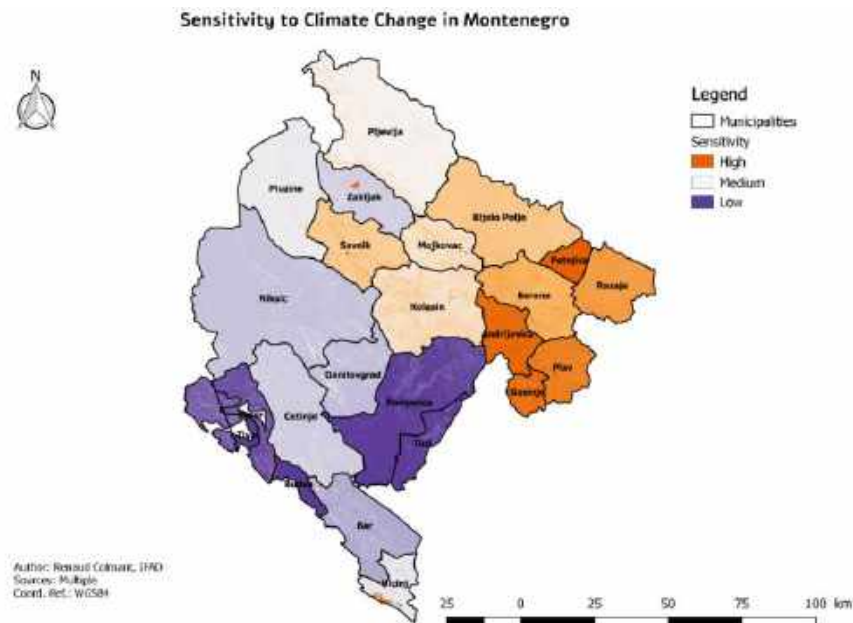 Sensitivity to Climate Change in Montenegro
N
Legend
Municipalities
Sensitivity
High
Medium
Low
Pljevlja
Pluzine
Zabljak
Bijelo Polje
Savnik
Mojkovac
Petnjica
Rozaje
Niksic
Kolasin
Berane
Andrijevica
Plav
Danilovgrad
Gusinje
Podgorica
Cetinje
Tuzi
Budva
Bar
Ulcinj
Author: Renaud Colmant, IFAD
Sources: Multiple
Coord. Ref.: WGS84
25 0 25 50 75 100 km